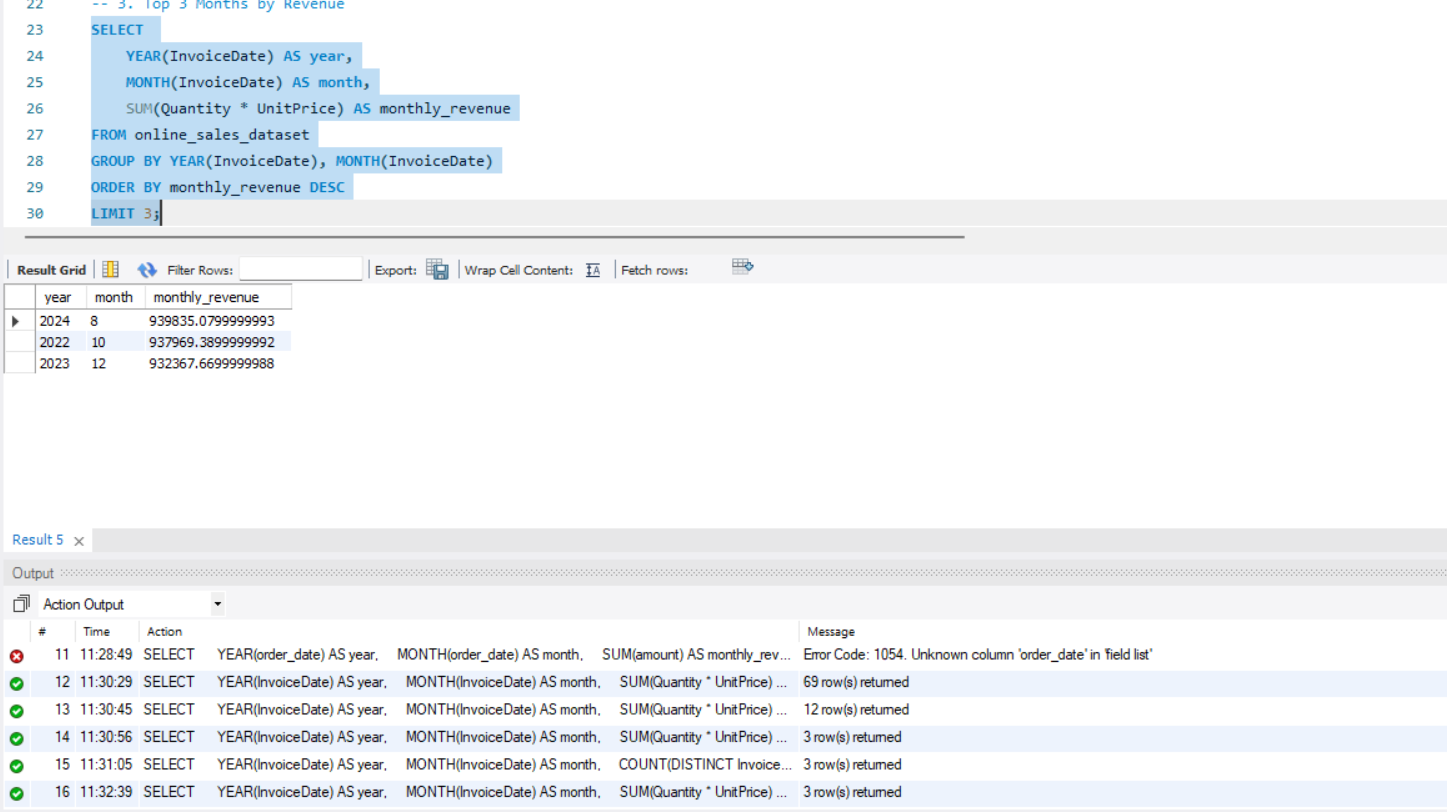 22 -- 3. Top 3 Months by Revenue
23 SELECT
24 YEAR(InvoiceDate) AS year,
25 MONTH(InvoiceDate) AS month,
26 SUM(Quantity * UnitPrice) AS monthly_revenue
27 FROM online_sales_dataset
28 GROUP BY YEAR(InvoiceDate), MONTH(InvoiceDate)
29 ORDER BY monthly_revenue DESC
30 LIMIT 3;
Result Grid Filter Rows: Export: Wrap Cell Content: IA Fetch rows:
year month monthly_revenue
2024 8 939835.0799999993
2022 10 937969.3899999992
2023 12 932367.6699999988
Result 5 ×
Output
Action Output
# Time Action Message
11 11:28:49 SELECT YEAR(order_date) AS year, MONTH(order_date) AS month, SUM(amount) AS monthly_rev... Error Code: 1054. Unknown column 'order_date' in 'field list'
12 11:30:29 SELECT YEAR(InvoiceDate) AS year, MONTH(InvoiceDate) AS month, SUM(Quantity * UnitPrice) ... 69 row(s) returned
13 11:30:45 SELECT YEAR(InvoiceDate) AS year, MONTH(InvoiceDate) AS month, SUM(Quantity * UnitPrice) ... 12 row(s) returned
14 11:30:56 SELECT YEAR(InvoiceDate) AS year, MONTH(InvoiceDate) AS month, SUM(Quantity * UnitPrice) ... 3 row(s) returned
15 11:31:05 SELECT YEAR(InvoiceDate) AS year, MONTH(InvoiceDate) AS month, COUNT(DISTINCT Invoice... 3 row(s) returned
16 11:32:39 SELECT YEAR(InvoiceDate) AS year, MONTH(InvoiceDate) AS month, SUM(Quantity * UnitPrice) ... 3 row(s) returned